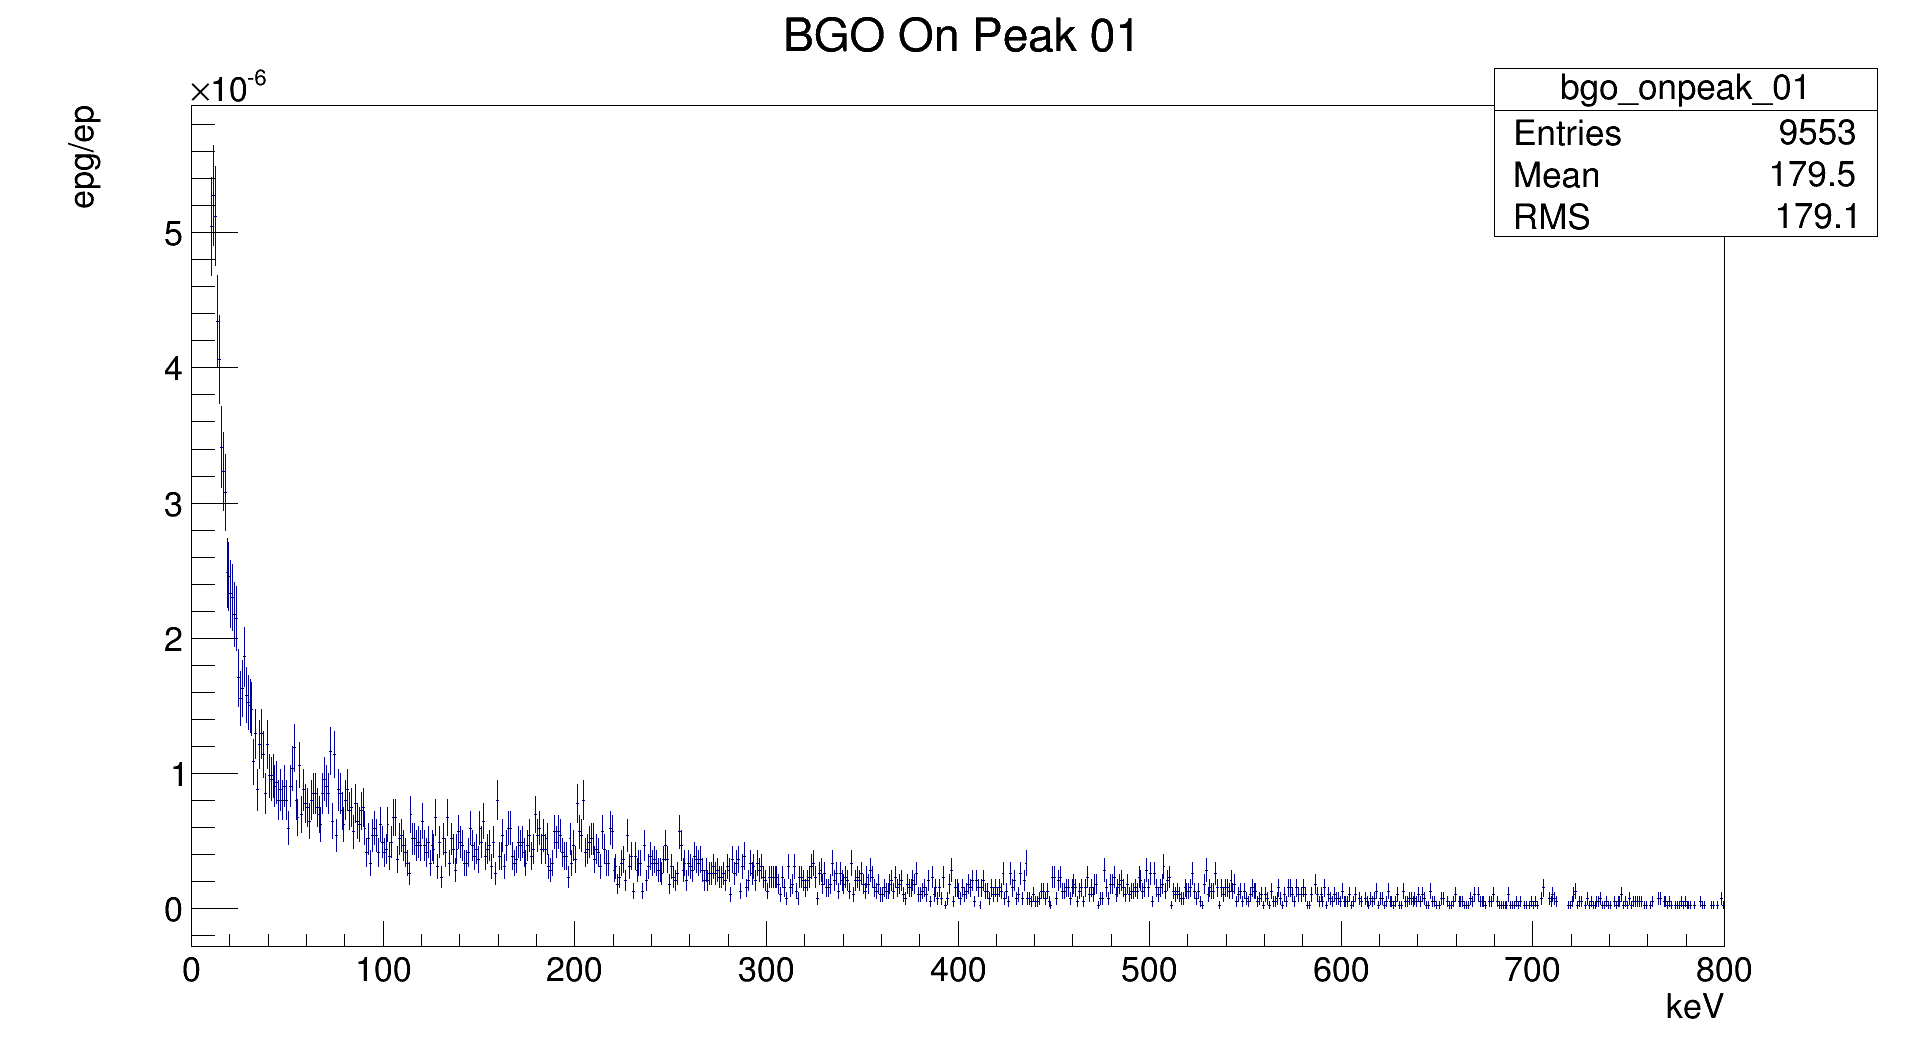 BGO On Peak 01
×10-6
epg/ep
bgo_onpeak_01
Entries 9553
Mean 179.5
RMS 179.1
5
4
3
2
1
0
0 100 200 300 400 500 600 700 800
keV